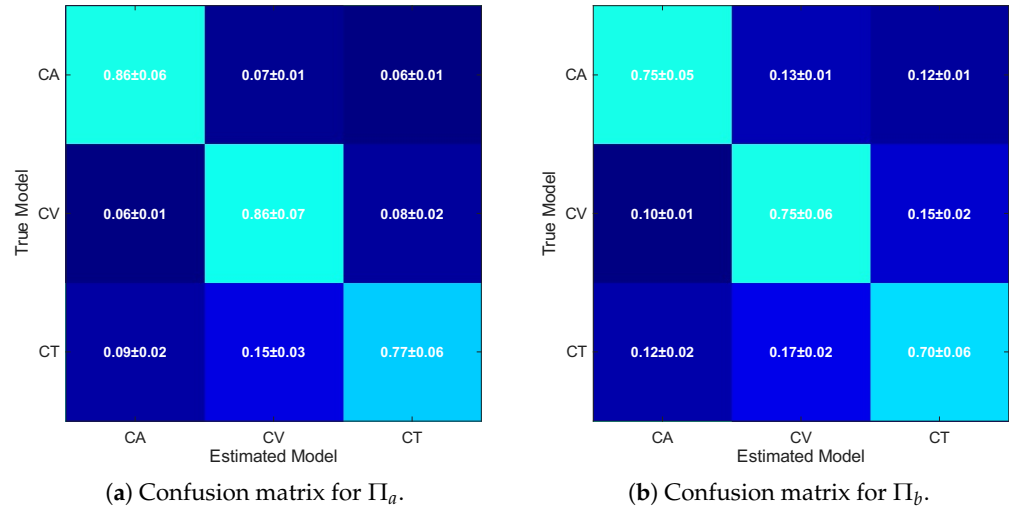 CA 0.86±0.06 0.07±0.01 0.06±0.01
CV 0.06±0.01 0.86±0.07 0.08±0.02
CT 0.09±0.02 0.15±0.03 0.77±0.06
True Model
CA CV CT
Estimated Model
(a) Confusion matrix for Πa.
CA 0.75±0.05 0.13±0.01 0.12±0.01
CV 0.10±0.01 0.75±0.06 0.15±0.02
CT 0.12±0.02 0.17±0.02 0.70±0.06
True Model
CA CV CT
Estimated Model
(b) Confusion matrix for Πb.